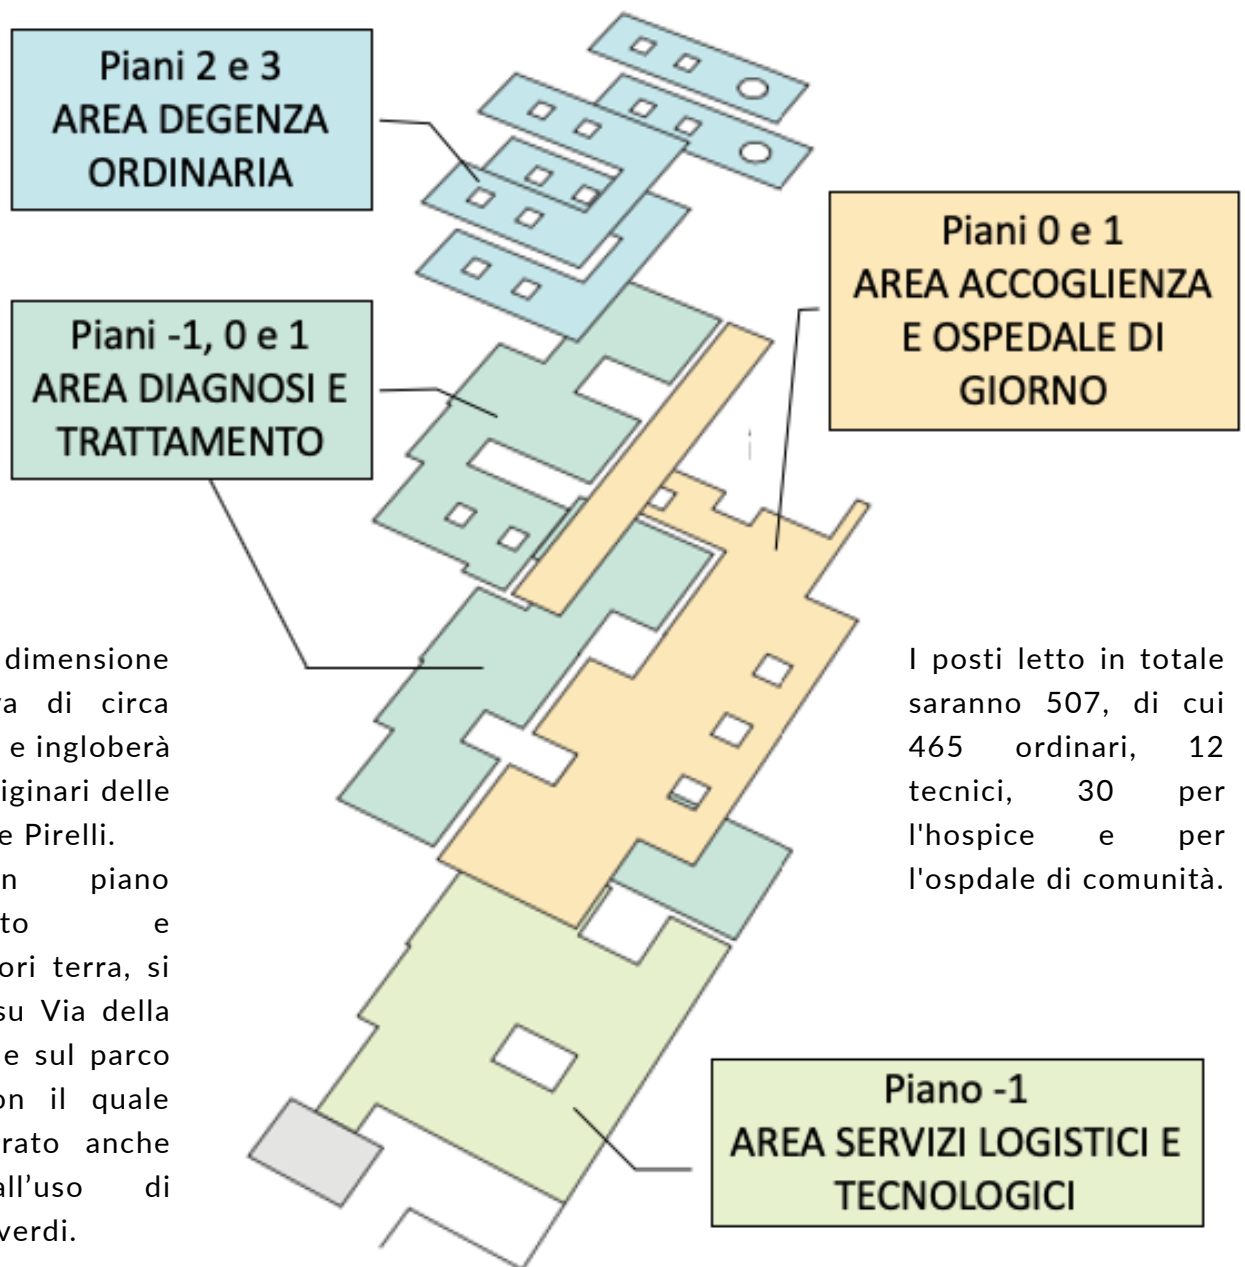 Piani 2 e 3
AREA DEGENZA
ORDINARIA
Piani 0 e 1
AREA ACCOGLIENZA
E OSPEDALE DI
GIORNO
Piani -1, 0 e 1
AREA DIAGNOSI E
TRATTAMENTO
dimensione
di circa
e ingloberà
delle
e Pirelli.
piano
e
terra, si
su Via della
e sul parco
il quale
anche
all’uso di
verdi.
I posti letto in totale
saranno 507, di cui
465 ordinari, 12
tecnici, 30 per
l'hospice e per
l'ospdale di comunità.
Piano -1
AREA SERVIZI LOGISTICI E
TECNOLOGICI